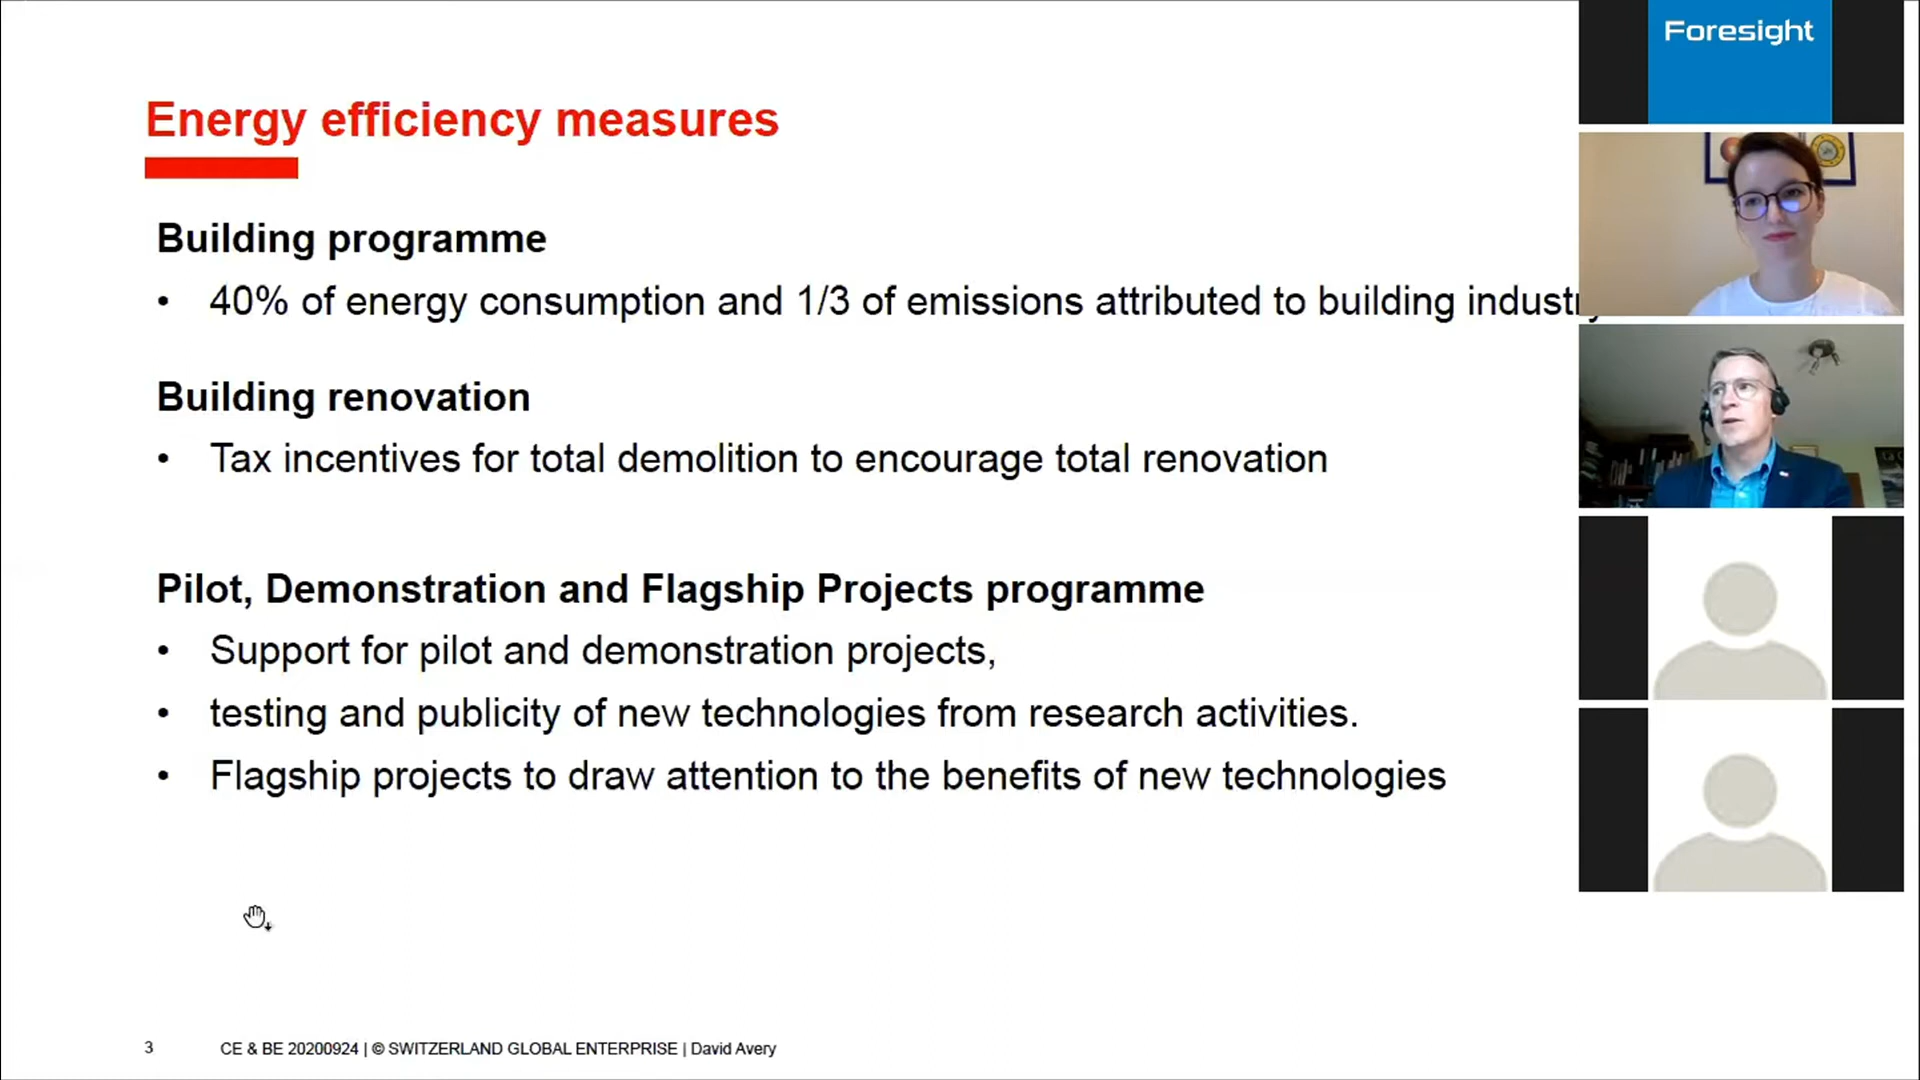 Foresight
Energy efficiency measures
Building programme
• 40% of energy consumption and 1/3 of emissions attributed to building industry
Building renovation
• Tax incentives for total demolition to encourage total renovation
Pilot, Demonstration and Flagship Projects programme
• Support for pilot and demonstration projects,
• testing and publicity of new technologies from research activities.
• Flagship projects to draw attention to the benefits of new technologies
3 CE & BE 20200924 | © SWITZERLAND GLOBAL ENTERPRISE | David Avery